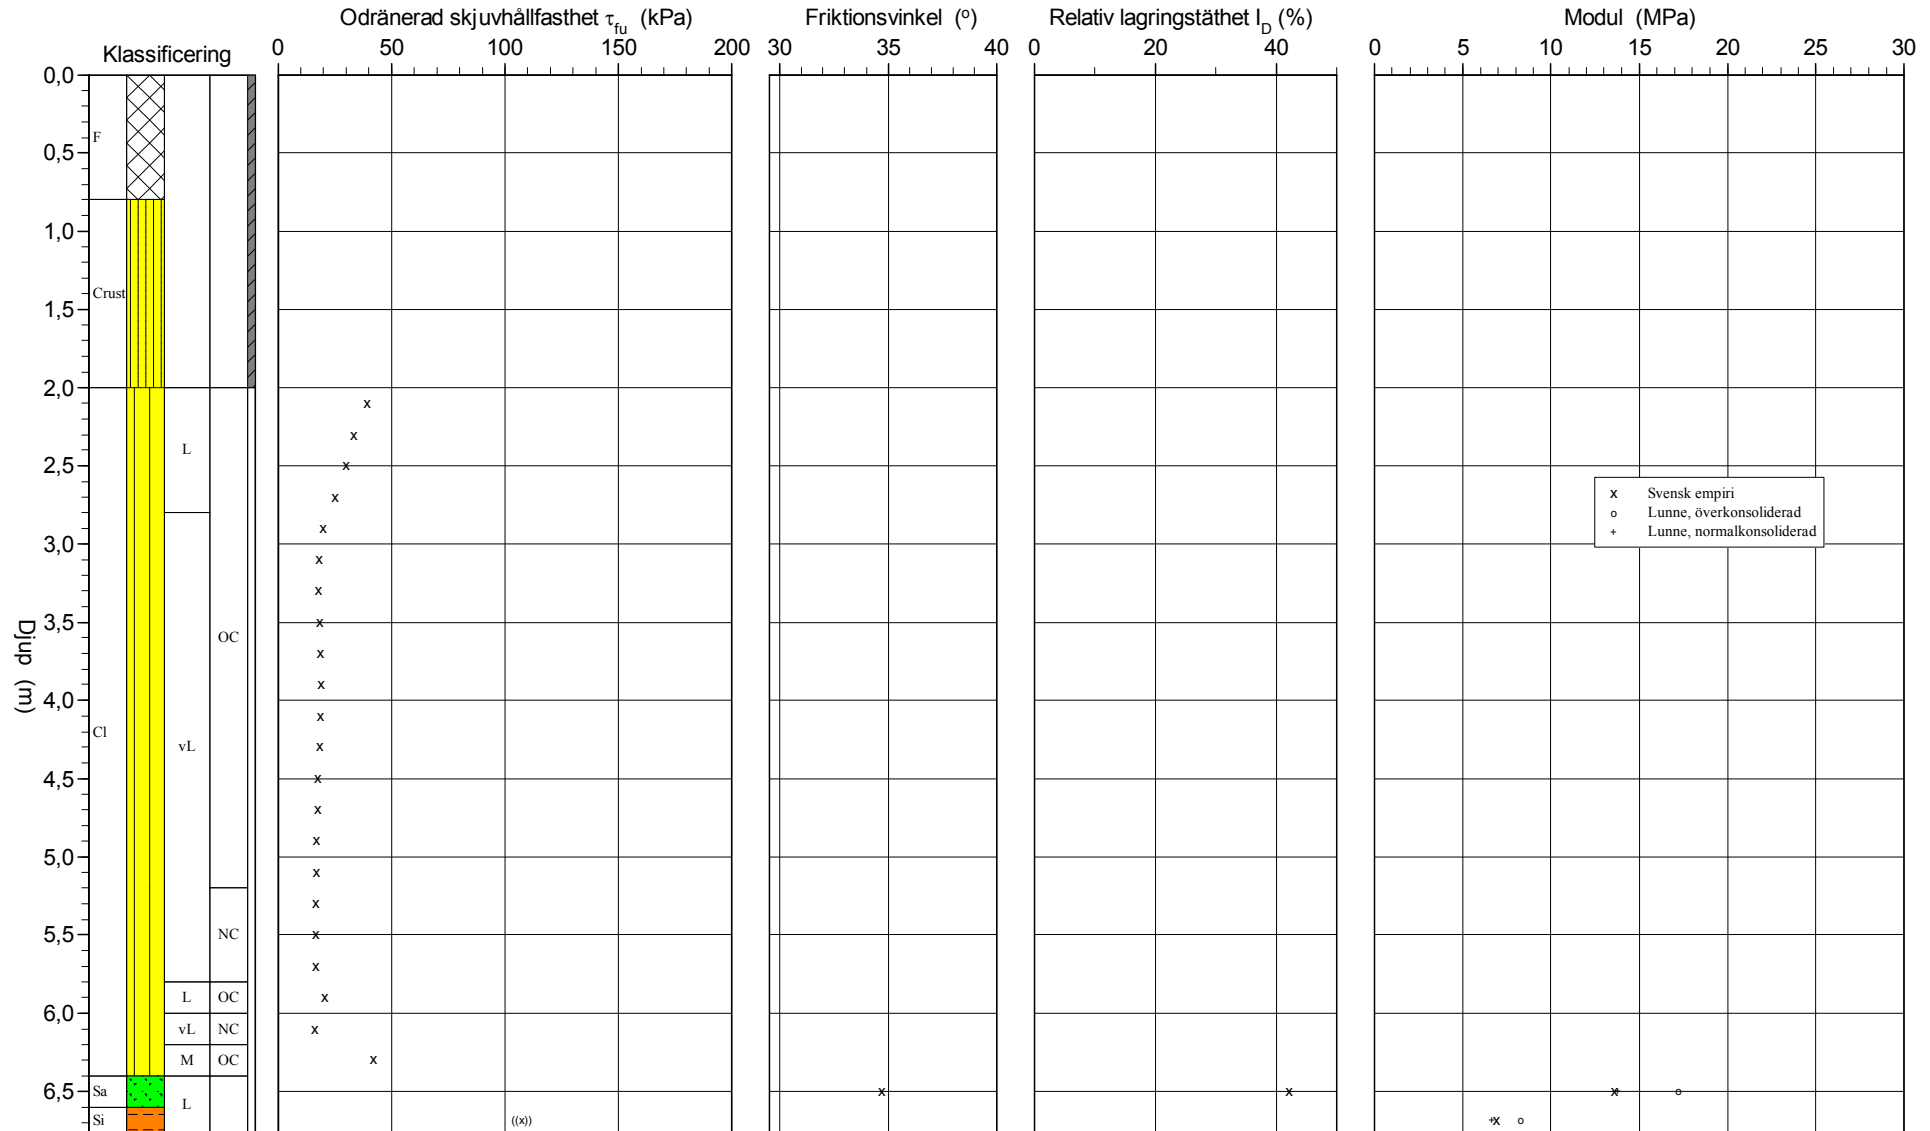 Odränerad skjuvhållfasthet τfu (kPa)
Friktionsvinkel (o)
Relativ lagringstäthet ID (%)
Modul (MPa)
Klassificering
0 50 100 150 200
30 35 40
0 20 40
0 5 10 15 20 25 30
Djup (m)
0,0
0,5
1,0
1,5
2,0
2,5
3,0
3,5
4,0
4,5
5,0
5,5
6,0
6,5
F
Crust
Cl
Sa
Si
L
vL
L
vL
M
L
OC
NC
OC
NC
OC
x Svensk empiri
o Lunne, överkonsoliderad
+ Lunne, normalkonsoliderad
((x))